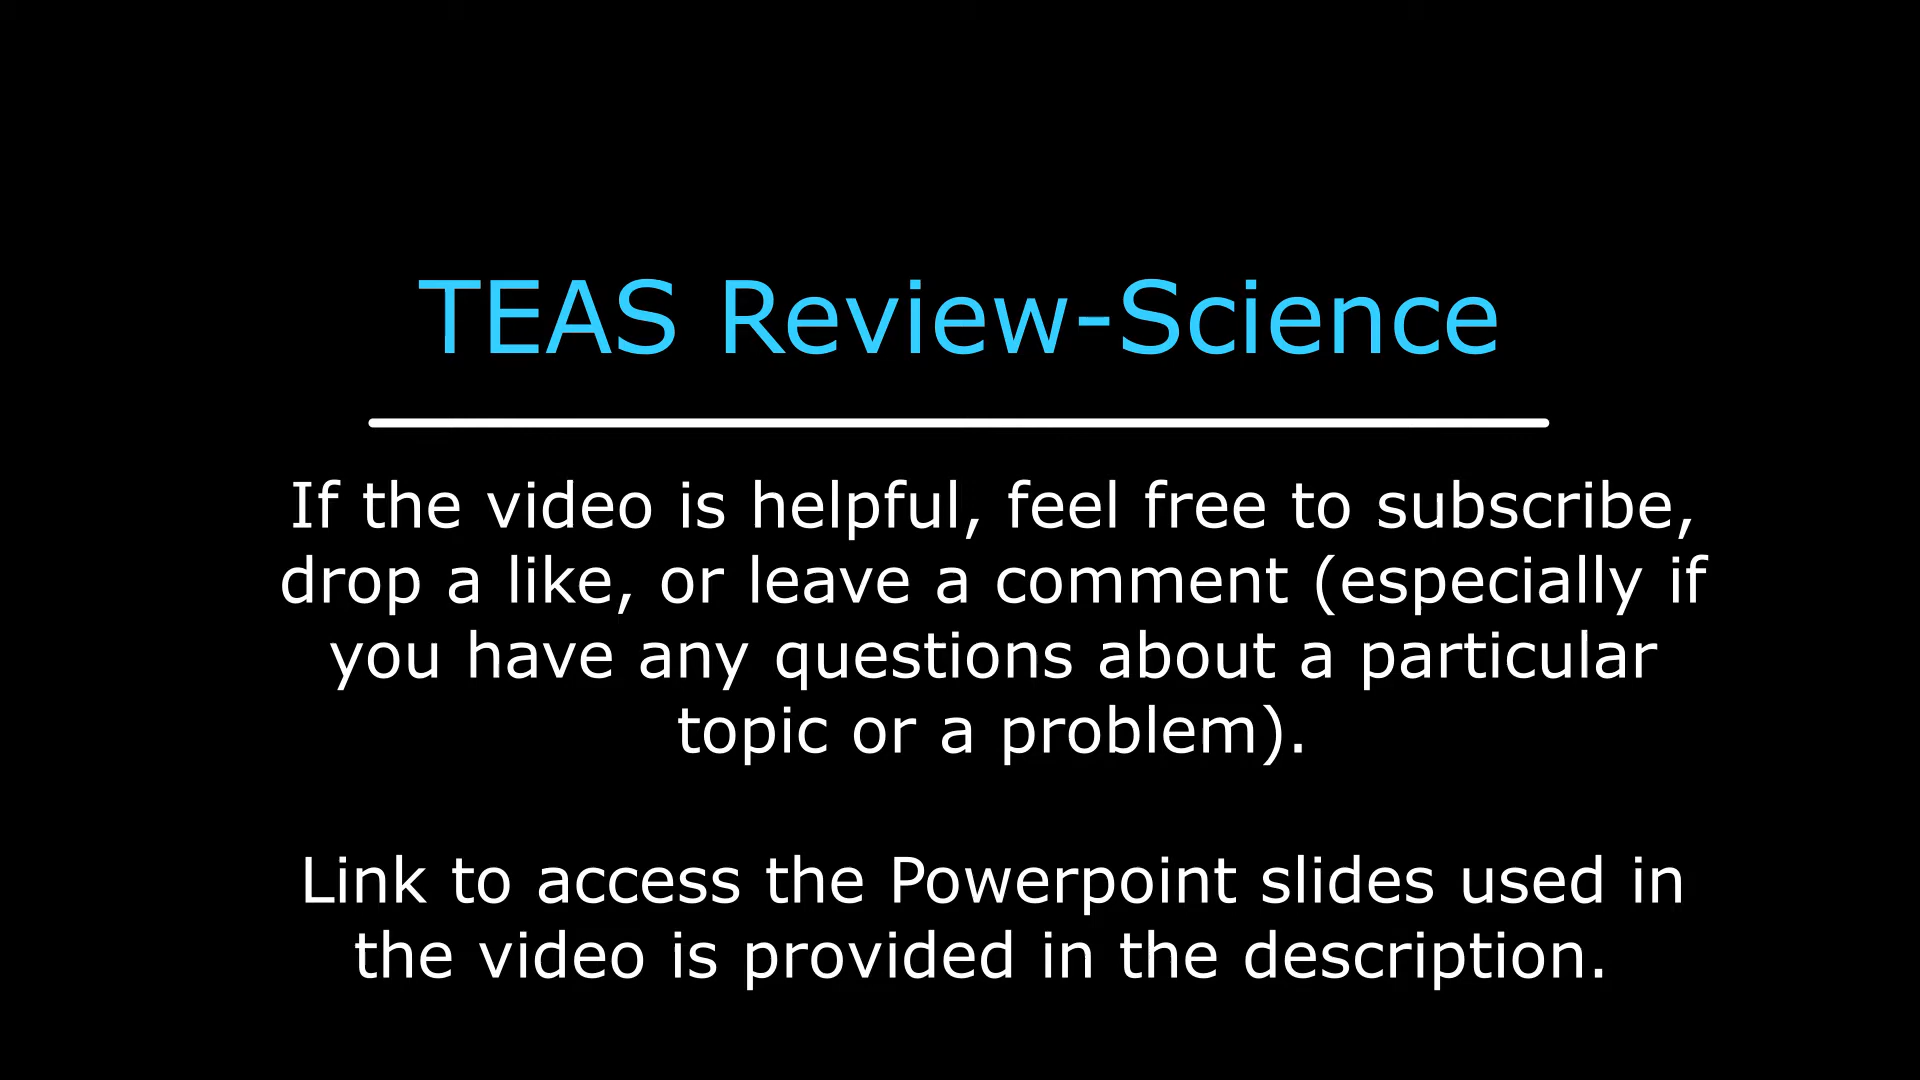 TEAS Review-Science
If the video is helpful, feel free to subscribe,
drop a like, or leave a comment (especially if
you have any questions about a particular
topic or a problem).
Link to access the Powerpoint slides used in
the video is provided in the description.